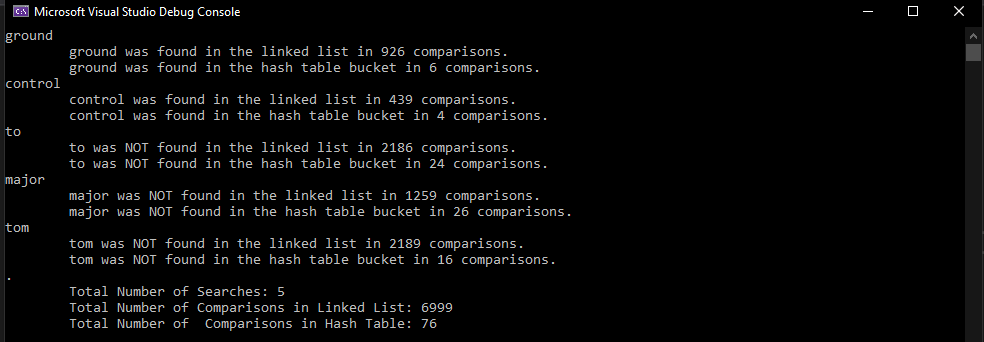 Microsoft Visual Studio Debug Console
ground
ground was found in the linked list in 926 comparisons.
ground was found in the hash table bucket in 6 comparisons.
control
control was found in the linked list in 439 comparisons.
control was found in the hash table bucket in 4 comparisons.
to
to was NOT found in the linked list in 2186 comparisons.
to was NOT found in the hash table bucket in 24 comparisons.
major
major was NOT found in the linked list in 1259 comparisons.
major was NOT found in the hash table bucket in 26 comparisons.
tom
tom was NOT found in the linked list in 2189 comparisons.
tom was NOT found in the hash table bucket in 16 comparisons.
.
Total Number of Searches: 5
Total Number of Comparisons in Linked List: 6999
Total Number of  Comparisons in Hash Table: 76